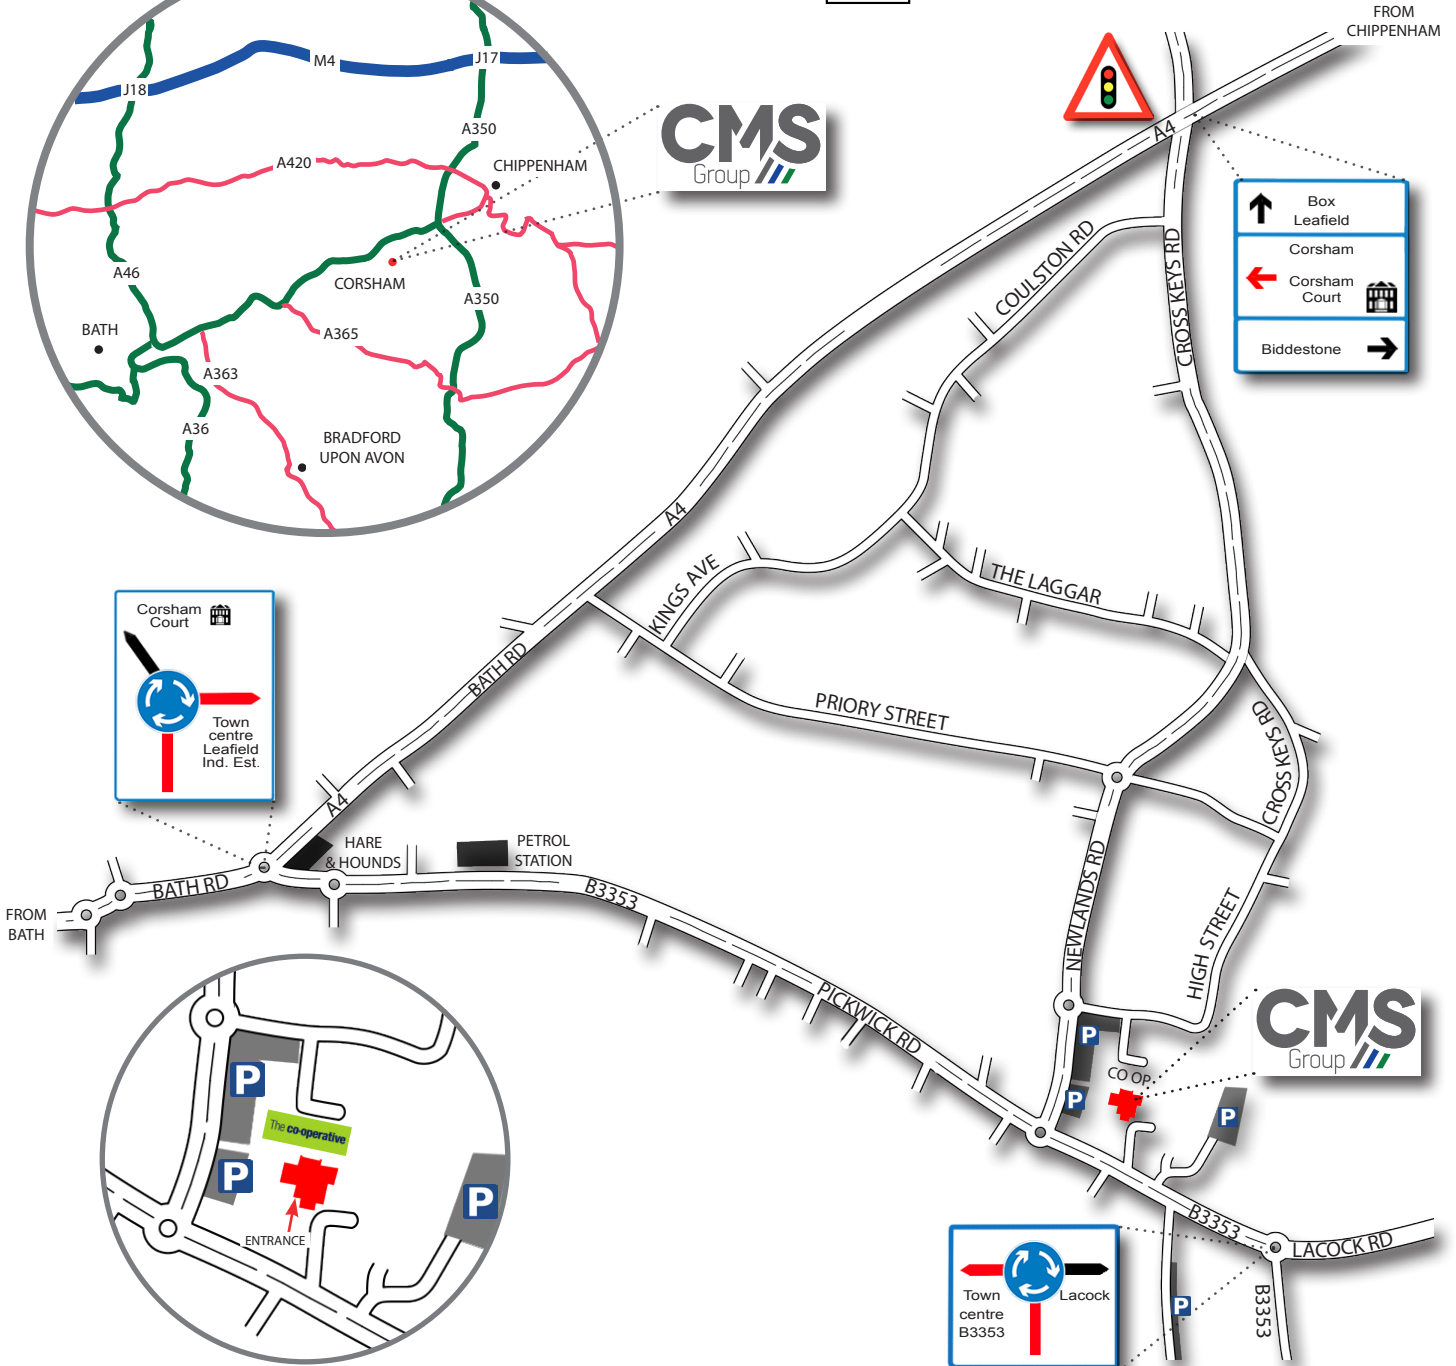 FROM
CHIPPENHAM
M4
J17
J18
A350
A420
CHIPPENHAM
CMS
Group
A4
Box
Leafield
Corsham
Corsham
Court
Biddestone
COULSTON RD
CROSS KEYS RD
A46
CORSHAM
A350
BATH
A365
A363
A36
BRADFORD
UPON AVON
A4
KINGS AVE
THE LAGGAR
Corsham
Court
Town
centre
Leafield
Ind. Est.
BATH RD
PRIORY STREET
CROSS KEYS RD
A4
HARE
& HOUNDS
PETROL
STATION
BATH RD
B3353
FROM
BATH
NEWLANDS RD
HIGH STREET
PICKWICK RD
CMS
Group
P
CO OP
P
P
P
The co-operative
P
P
ENTRANCE
B3353
LACOCK RD
Town
centre
B3353
Lacock
P
B3353